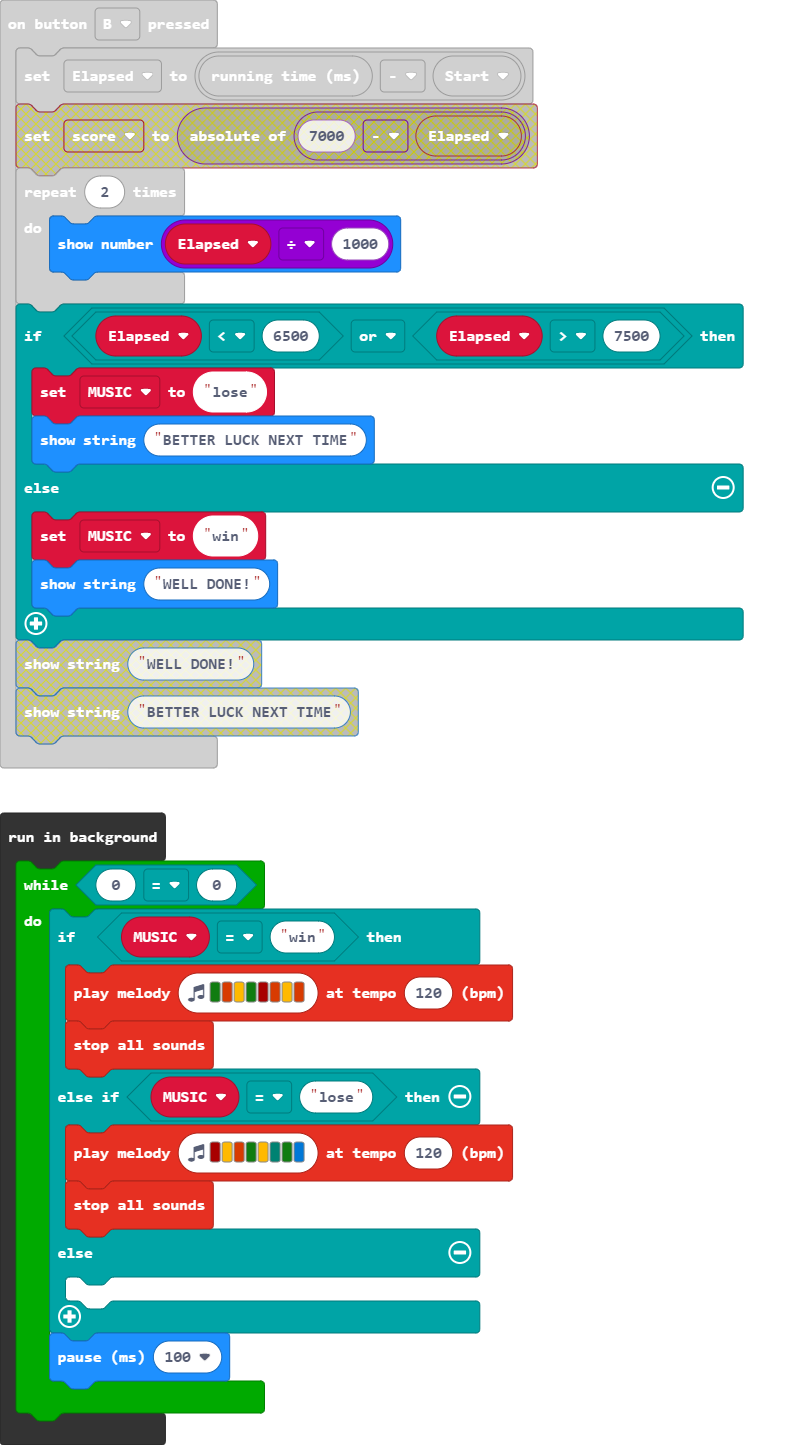 on button B pressed
set Elapsed to running time (ms) - Start
set score to absolute of 7000 - Elapsed
repeat 2 times
do
show number Elapsed ÷ 1000
if Elapsed < 6500 or Elapsed > 7500 then
set MUSIC to "lose"
show string "BETTER LUCK NEXT TIME"
else
set MUSIC to "win"
show string "WELL DONE!"
show string "WELL DONE!"
show string "BETTER LUCK NEXT TIME"
run in background
while 0 = 0
do
if MUSIC = "win" then
play melody at tempo 120 (bpm)
stop all sounds
else if MUSIC = "lose" then
play melody at tempo 120 (bpm)
stop all sounds
else
pause (ms) 100